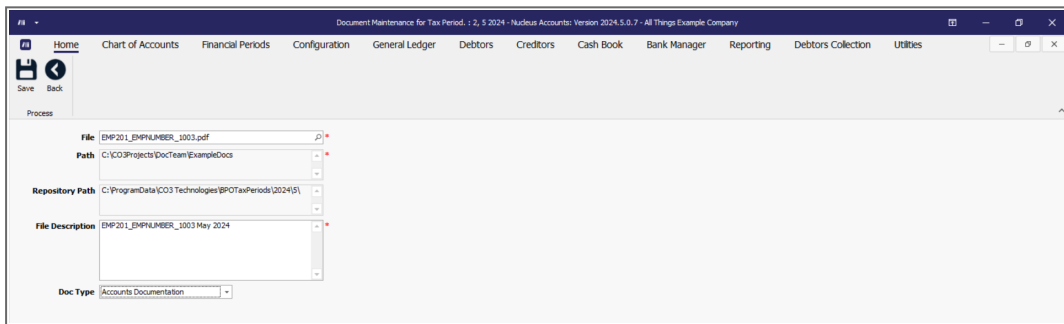 Document Maintenance for Tax Period. : 2, 5 2024 - Nucleus Accounts: Version 2024.5.0.7 - All Things Example Company
Home Chart of Accounts Financial Periods Configuration General Ledger Debtors Creditors Cash Book Bank Manager Reporting Debtors Collection Utilities
Save Back
Process
File EMP201_EMPNUMBER_1003.pdf *
Path C:\CO3Projects\DocTeam\ExampleDocs *
Repository Path C:\ProgramData\CO3 Technologies\BPOTaxPeriods\2024\5\
File Description EMP201_EMPNUMBER_1003 May 2024 *
Doc Type Accounts Documentation